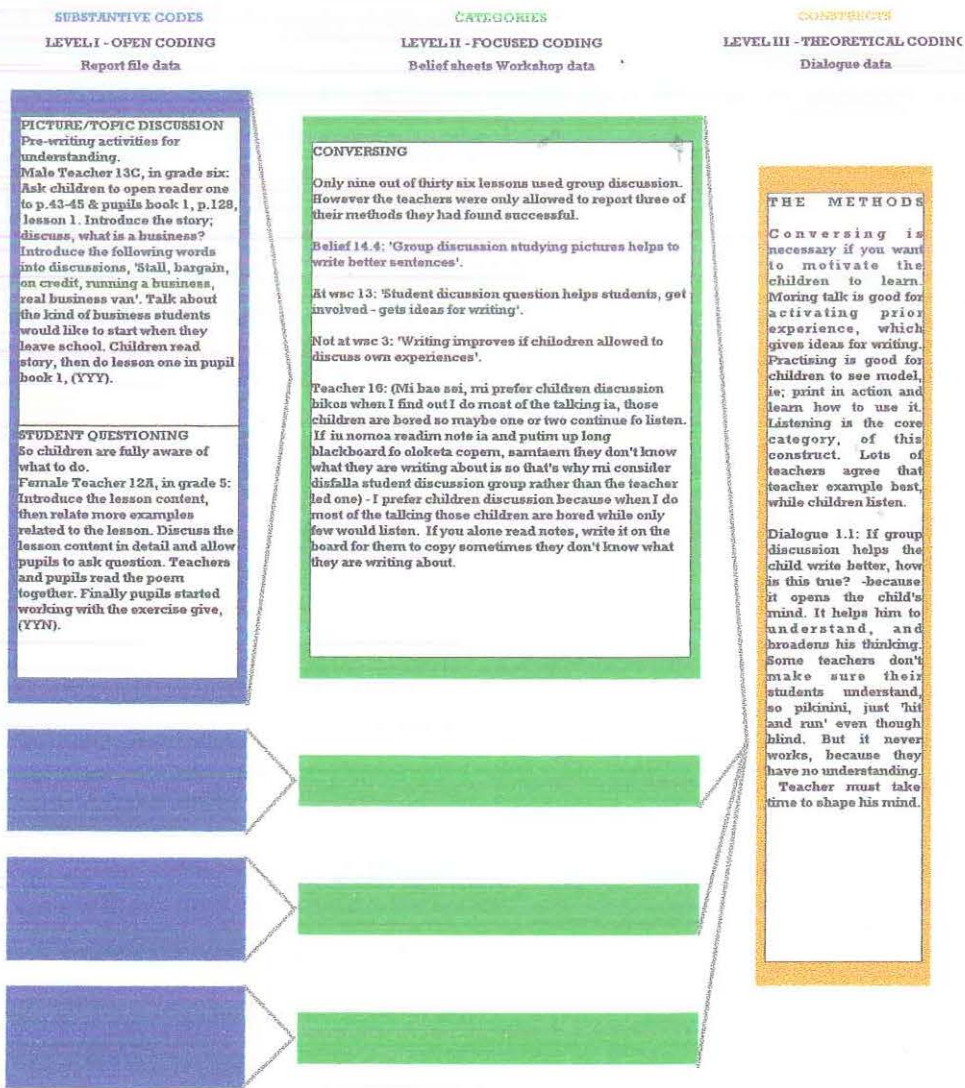 SUBSTANTIVE CODES
LEVEL I - OPEN CODING
Report file data
PICTURE/TOPIC DISCUSSION
Pre-writing activities for
understanding.
Male Teacher 13C, in grade six:
Ask children to open reader one
to p.43-45 & pupils book 1, p.128,
lesson 1. Introduce the story;
discuss, what is a business?
Introduce the following words
into discussions, 'Stall, bargain,
on credit, running a business,
real business van'. Talk about
the kind of business students
would like to start when they
leave school. Children read
story, then do lesson one in pupil
book 1, (YYY).
STUDENT QUESTIONING
So children are fully aware of
what to do.
Female Teacher 12A, in grade 5:
Introduce the lesson content,
then relate more examples
related to the lesson. Discuss the
lesson content in detail and allow
pupils to ask question. Teachers
and pupils read the poem
together. Finally pupils started
working with the exercise give,
(YYN).
CATEGORIES
LEVEL II - FOCUSED CODING
Belief sheets Workshop data
CONVERSING
Only nine out of thirty six lessons used group discussion.
However the teachers were only allowed to report three of
their methods they had found successful.
Belief 14.4: 'Group discussion studying pictures helps to
write better sentences'.
At wsc 13: 'Student dicussion question helps students, get
involved - gets ideas for writing'.
Not at wsc 3: 'Writing improves if chilodren allowed to
discuss own experiences'.
Teacher 16: (Mi bae sei, mi prefer children discussion
bikos when I find out I do most of the talking ia, those
children are bored so maybe one or two continue fo listen.
If iu nomoa readim note ia and putim up long
blackboard fo oloketa copem, samtaem they don't know
what they are writing about is so that's why mi consider
disfalla student discussion group rather than the teacher
led one) - I prefer children discussion because when I do
most of the talking those children are bored while only
few would listen. If you alone read notes, write it on the
board for them to copy sometimes they don't know what
they are writing about.
CONSTRUCTS
LEVEL III - THEORETICAL CODING
Dialogue data
THE METHODS
Conversing is
necessary if you want
to motivate the
children to learn.
Moring talk is good for
activating prior
experience, which
gives ideas for writing.
Practising is good for
children to see model,
ie; print in action and
learn how to use it.
Listening is the core
category, of this
construct. Lots of
teachers agree that
teacher example best,
while children listen.
Dialogue 1.1: If group
discussion helps the
child write better, how
is this true? -because
it opens the child's
mind. It helps him to
understand, and
broadens his thinking.
Some teachers don't
make sure their
students understand,
so pikinini, just 'hit
and run' even though
blind. But it never
works, because they
have no understanding.
Teacher must take
time to shape his mind.